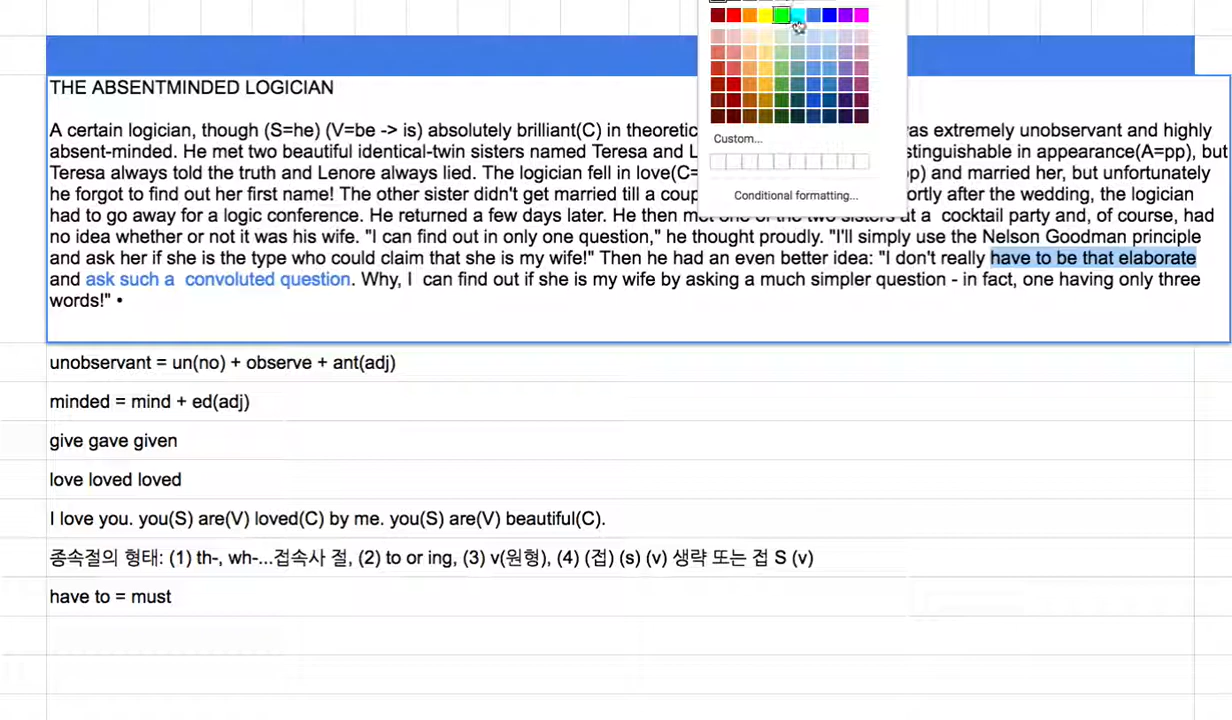 THE ABSENTMINDED LOGICIAN
A certain logician, though (S=he) (V=be -> is) absolutely brilliant(C) in theoretic as extremely unobservant and highly
absent-minded. He met two beautiful identical-twin sisters named Teresa and L stinguishable in appearance(A=pp), but
Teresa always told the truth and Lenore always lied. The logician fell in love(C= p) and married her, but unfortunately
he forgot to find out her first name! The other sister didn't get married till a coup ortly after the wedding, the logician
had to go away for a logic conference. He returned a few days later. He then met one of the two sisters at a cocktail party and, of course, had
no idea whether or not it was his wife. "I can find out in only one question," he thought proudly. "I'll simply use the Nelson Goodman principle
and ask her if she is the type who could claim that she is my wife!" Then he had an even better idea: "I don't really have to be that elaborate
and ask such a convoluted question. Why, I can find out if she is my wife by asking a much simpler question - in fact, one having only three
words!" •
Custom...
Conditional formatting...
unobservant = un(no) + observe + ant(adj)
minded = mind + ed(adj)
give gave given
love loved loved
I love you. you(S) are(V) loved(C) by me. you(S) are(V) beautiful(C).
종속절의 형태: (1) th-, wh-...접속사 절, (2) to or ing, (3) v(원형), (4) (접) (s) (v) 생략 또는 접 S (v)
have to = must